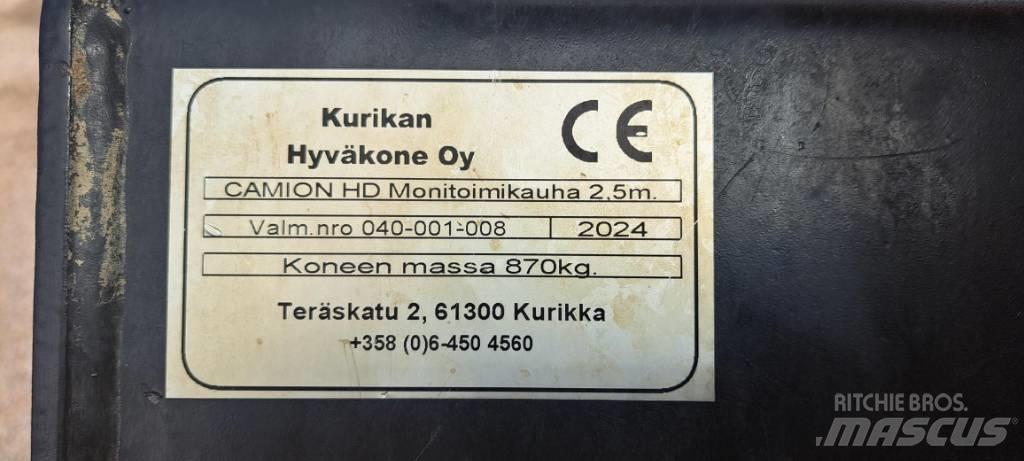 Kurikan
Hyväkone Oy
CE
CAMION HD Monitoimikauha 2,5m.
Valm.nro 040-001-008 2024
Koneen massa 870kg.
Teräskatu 2, 61300 Kurikka
+358 (0)6-450 4560
RITCHIE BROS.
MASCUS